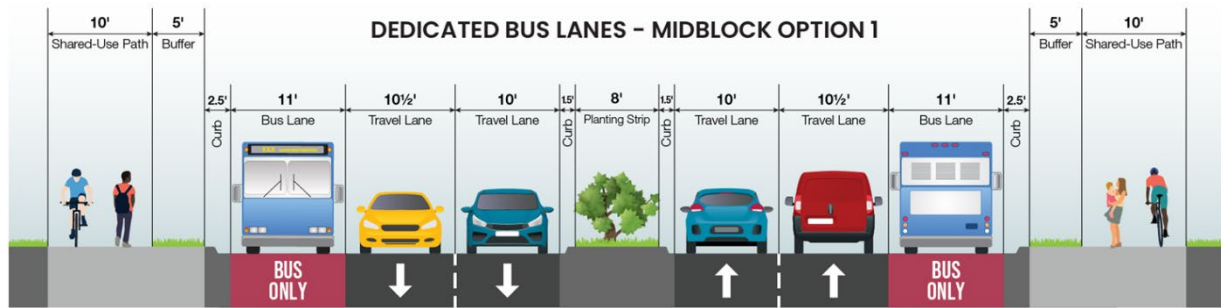 DEDICATED BUS LANES - MIDBLOCK OPTION 1
10' 5' 5' 10'
Shared-Use Path Buffer Buffer Shared-Use Path
2.5' 11' 10½' 10' 1.5' 8' 1.5' 10' 10½' 11' 2.5'
Curb Bus Lane Travel Lane Travel Lane Curb Planting Strip Curb Travel Lane Travel Lane Bus Lane Curb
BUS BUS
ONLY ONLY